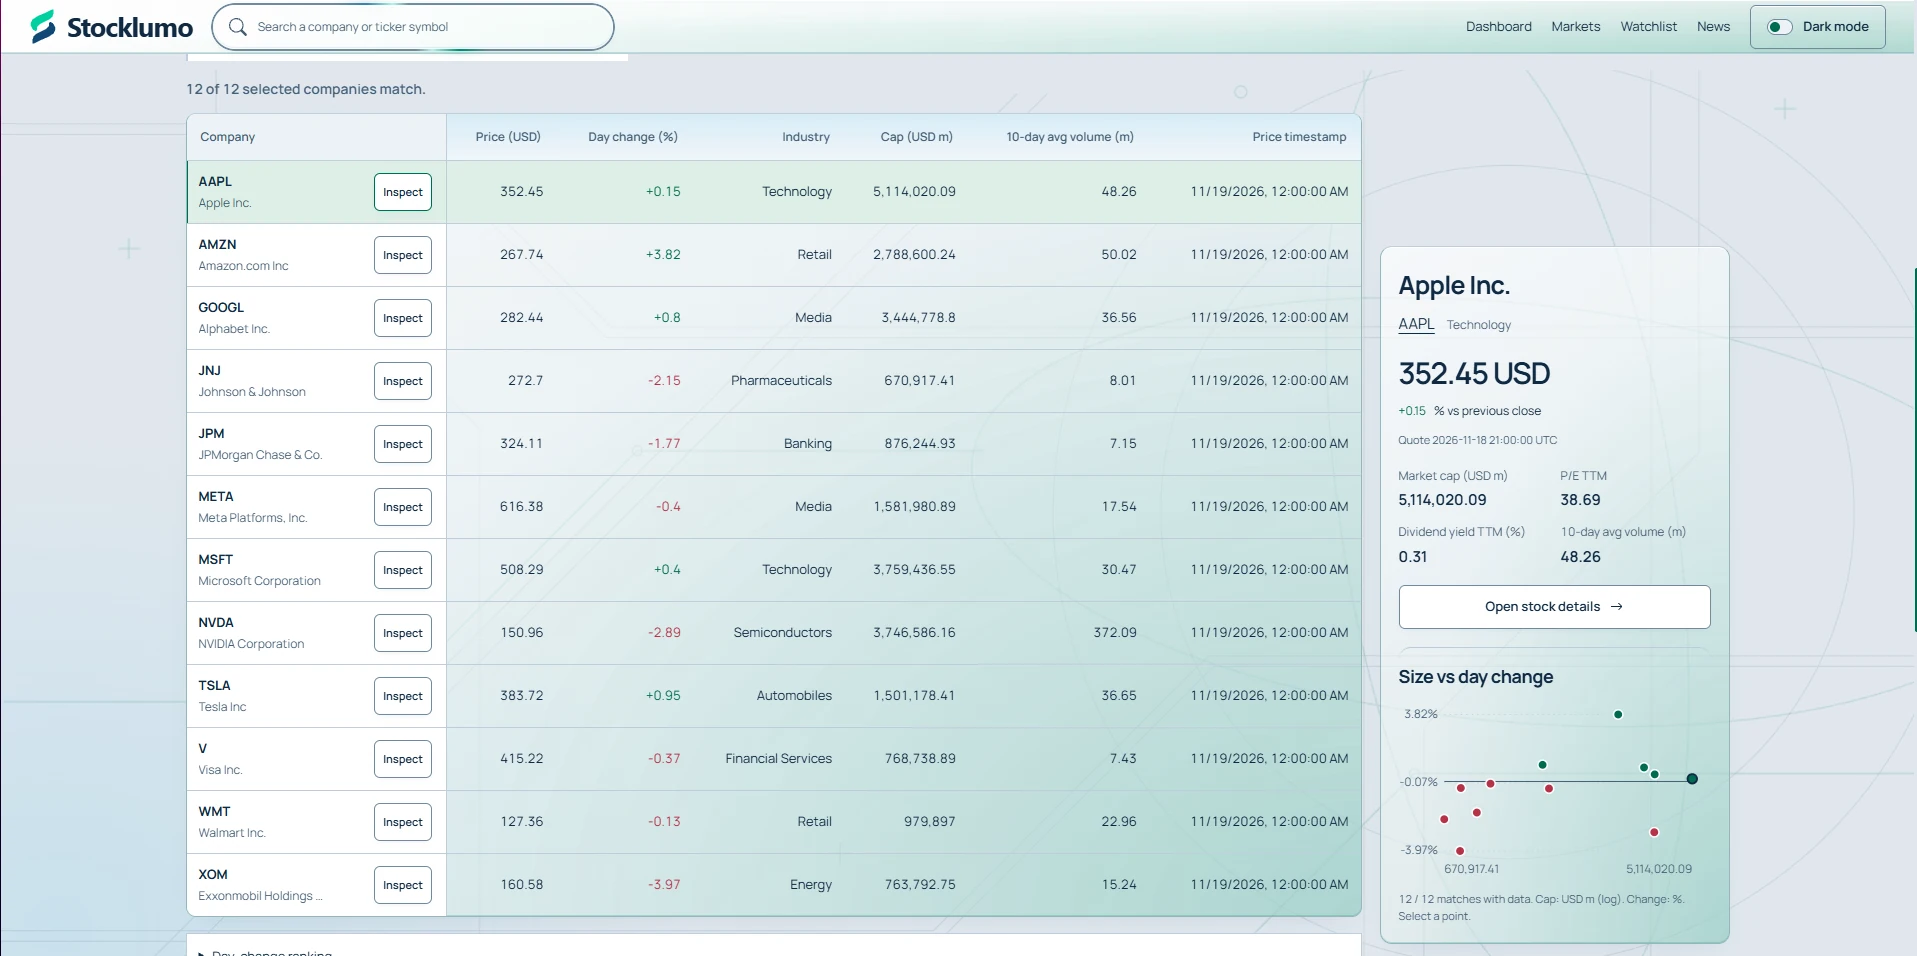 Stocklumo
Search a company or ticker symbol
Dashboard Markets Watchlist News Dark mode
12 of 12 selected companies match.
Company Price (USD) Day change (%) Industry Cap (USD m) 10-day avg volume (m) Price timestamp
AAPL
Apple Inc.
Inspect 352.45 +0.15 Technology 5,114,020.09 48.26 11/19/2026, 12:00:00 AM
AMZN
Amazon.com Inc
Inspect 267.74 +3.82 Retail 2,788,600.24 50.02 11/19/2026, 12:00:00 AM
GOOGL
Alphabet Inc.
Inspect 282.44 +0.8 Media 3,444,778.8 36.56 11/19/2026, 12:00:00 AM
JNJ
Johnson & Johnson
Inspect 272.7 -2.15 Pharmaceuticals 670,917.41 8.01 11/19/2026, 12:00:00 AM
JPM
JPMorgan Chase & Co.
Inspect 324.11 -1.77 Banking 876,244.93 7.15 11/19/2026, 12:00:00 AM
META
Meta Platforms, Inc.
Inspect 616.38 -0.4 Media 1,581,980.89 17.54 11/19/2026, 12:00:00 AM
MSFT
Microsoft Corporation
Inspect 508.29 +0.4 Technology 3,759,436.55 30.47 11/19/2026, 12:00:00 AM
NVDA
NVIDIA Corporation
Inspect 150.96 -2.89 Semiconductors 3,746,586.16 372.09 11/19/2026, 12:00:00 AM
TSLA
Tesla Inc
Inspect 383.72 +0.95 Automobiles 1,501,178.41 36.65 11/19/2026, 12:00:00 AM
V
Visa Inc.
Inspect 415.22 -0.37 Financial Services 768,738.89 7.43 11/19/2026, 12:00:00 AM
WMT
Walmart Inc.
Inspect 127.36 -0.13 Retail 979,897 22.96 11/19/2026, 12:00:00 AM
XOM
Exxonmobil Holdings ...
Inspect 160.58 -3.97 Energy 763,792.75 15.24 11/19/2026, 12:00:00 AM
Day-change ranking
Apple Inc.
AAPL Technology
352.45 USD
+0.15 % vs previous close
Quote 2026-11-18 21:00:00 UTC
Market cap (USD m) P/E TTM
5,114,020.09 38.69
Dividend yield TTM (%) 10-day avg volume (m)
0.31 48.26
Open stock details →
Size vs day change
3.82%
-0.07%
-3.97%
670,917.41 5,114,020.09
12 / 12 matches with data. Cap: USD m (log). Change: %.
Select a point.